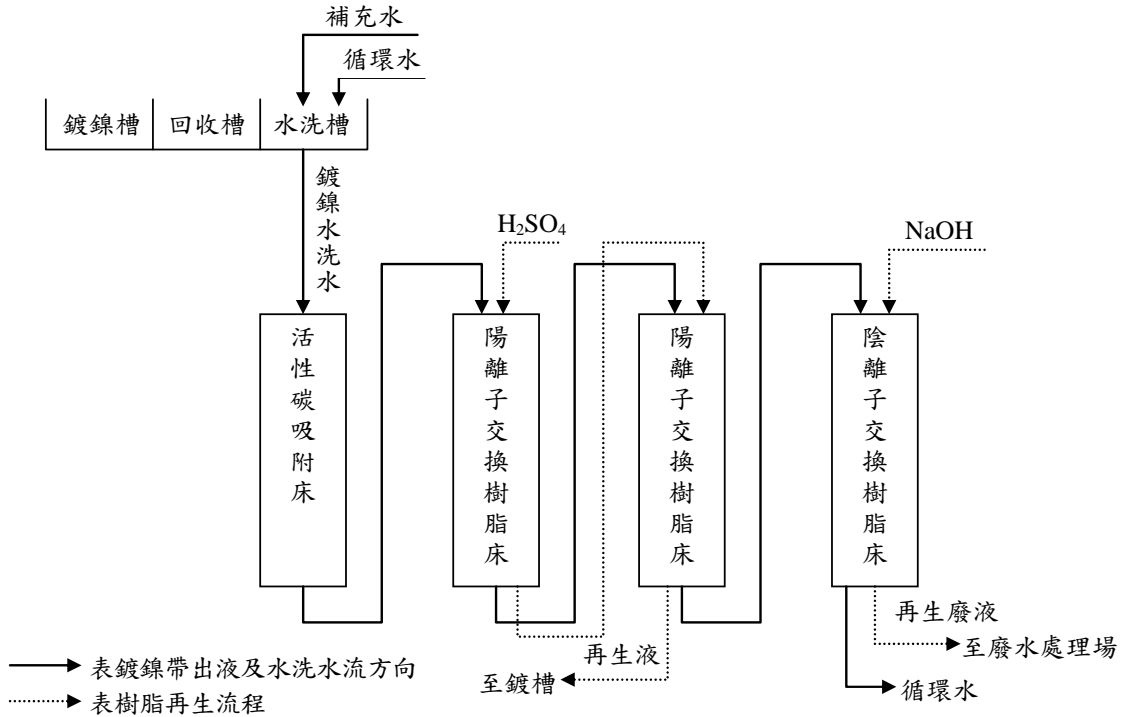 補充水
循環水
鍍鎳槽
回收槽
水洗槽
鍍鎳水洗水
H₂SO₄
NaOH
活性碳吸附床
陽離子交換樹脂床
陽離子交換樹脂床
陰離子交換樹脂床
再生廢液
至廢水處理場
再生液
至鍍槽
循環水
表鍍鎳帶出液及水洗水流方向
表樹脂再生流程